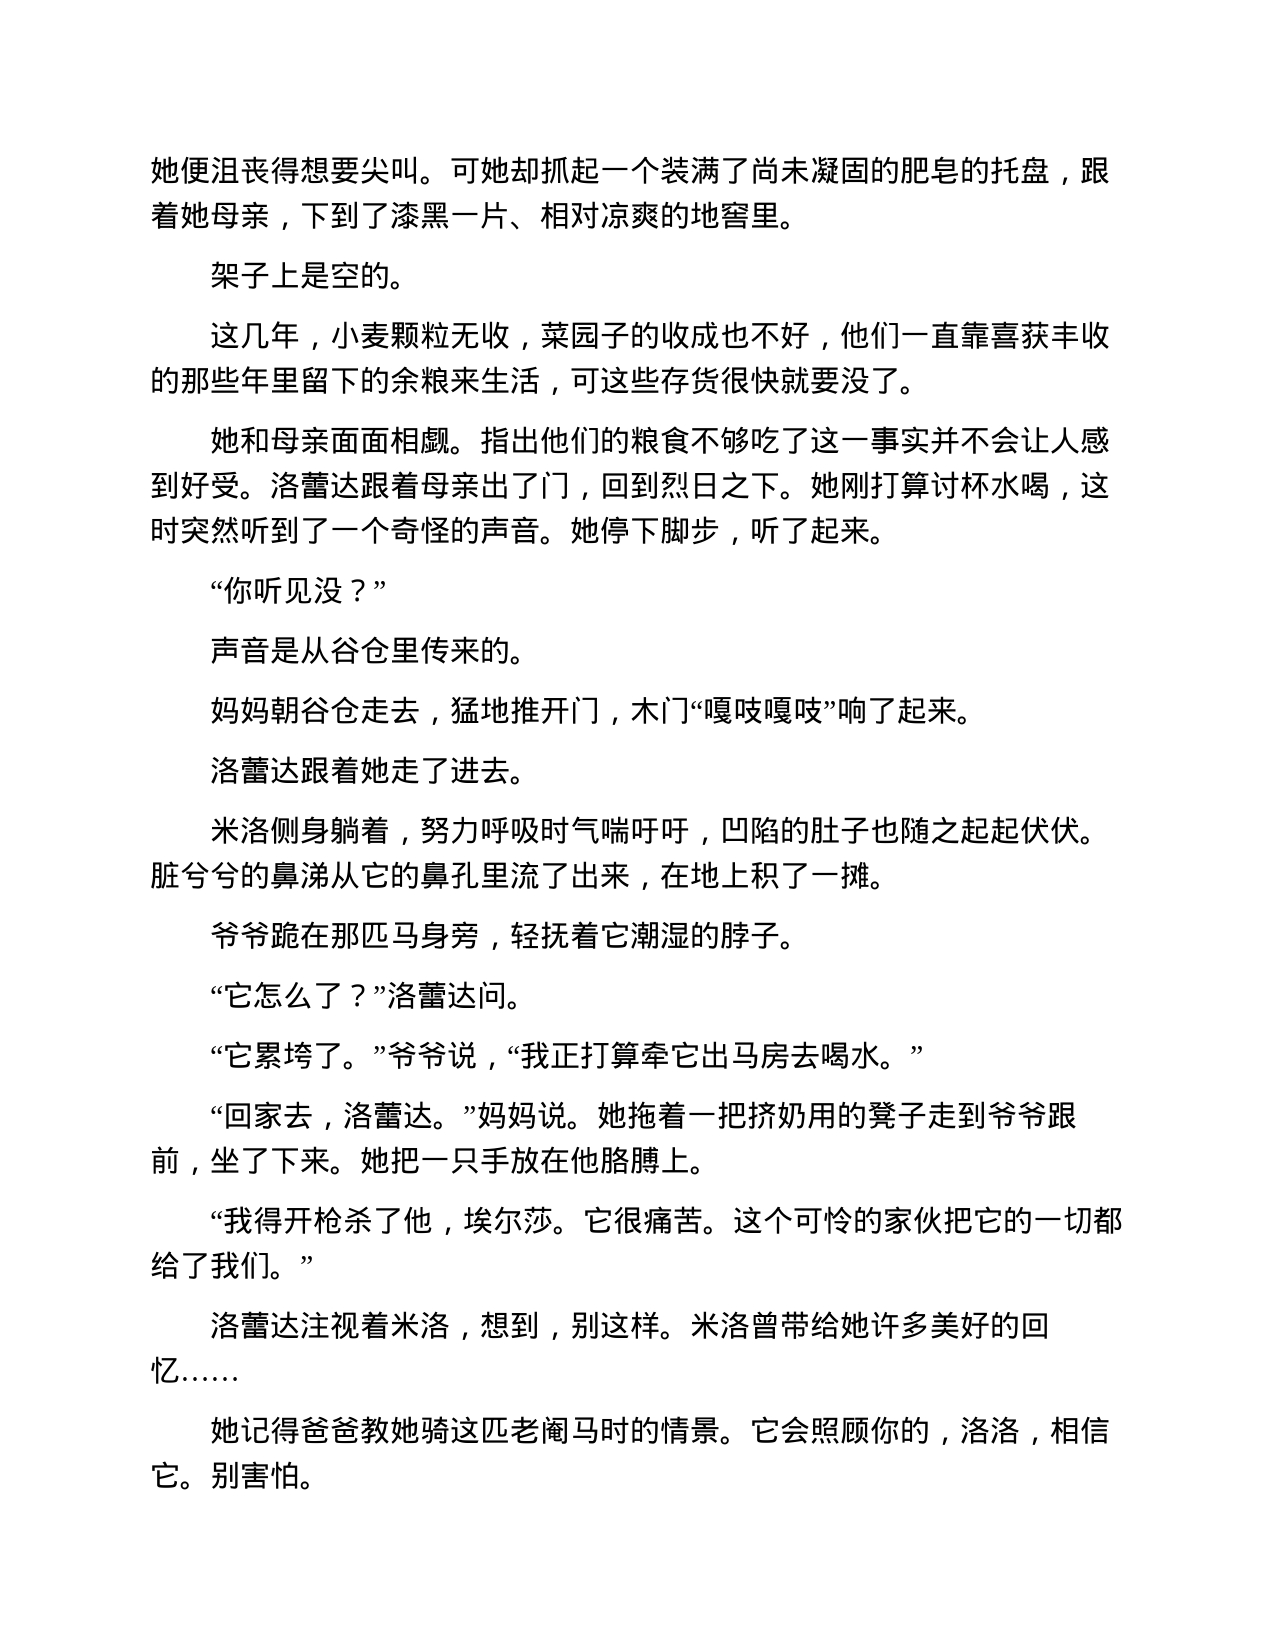 她便沮丧得想要尖叫。可她却抓起一个装满了尚未凝固的肥皂的托盘，跟
着她母亲，下到了漆黑一片、相对凉爽的地窖里。
架子上是空的。
这几年，小麦颗粒无收，菜园子的收成也不好，他们一直靠喜获丰收
的那些年里留下的余粮来生活，可这些存货很快就要没了。
她和母亲面面相觑。指出他们的粮食不够吃了这一事实并不会让人感
到好受。洛蕾达跟着母亲出了门，回到烈日之下。她刚打算讨杯水喝，这
时突然听到了一个奇怪的声音。她停下脚步，听了起来。
“你听见没？”
声音是从谷仓里传来的。
妈妈朝谷仓走去，猛地推开门，木门“嘎吱嘎吱”响了起来。
洛蕾达跟着她走了进去。
米洛侧身躺着，努力呼吸时气喘吁吁，凹陷的肚子也随之起起伏伏。
脏兮兮的鼻涕从它的鼻孔里流了出来，在地上积了一摊。
爷爷跪在那匹马身旁，轻抚着它潮湿的脖子。
“它怎么了？”洛蕾达问。
“它累垮了。”爷爷说，“我正打算牵它出马房去喝水。”
“回家去，洛蕾达。”妈妈说。她拖着一把挤奶用的凳子走到爷爷跟
前，坐了下来。她把一只手放在他胳膊上。
“我得开枪杀了他，埃尔莎。它很痛苦。这个可怜的家伙把它的一切都
给了我们。”
洛蕾达注视着米洛，想到，别这样。米洛曾带给她许多美好的回
忆……
她记得爸爸教她骑这匹老阉马时的情景。它会照顾你的，洛洛，相信
它。别害怕。